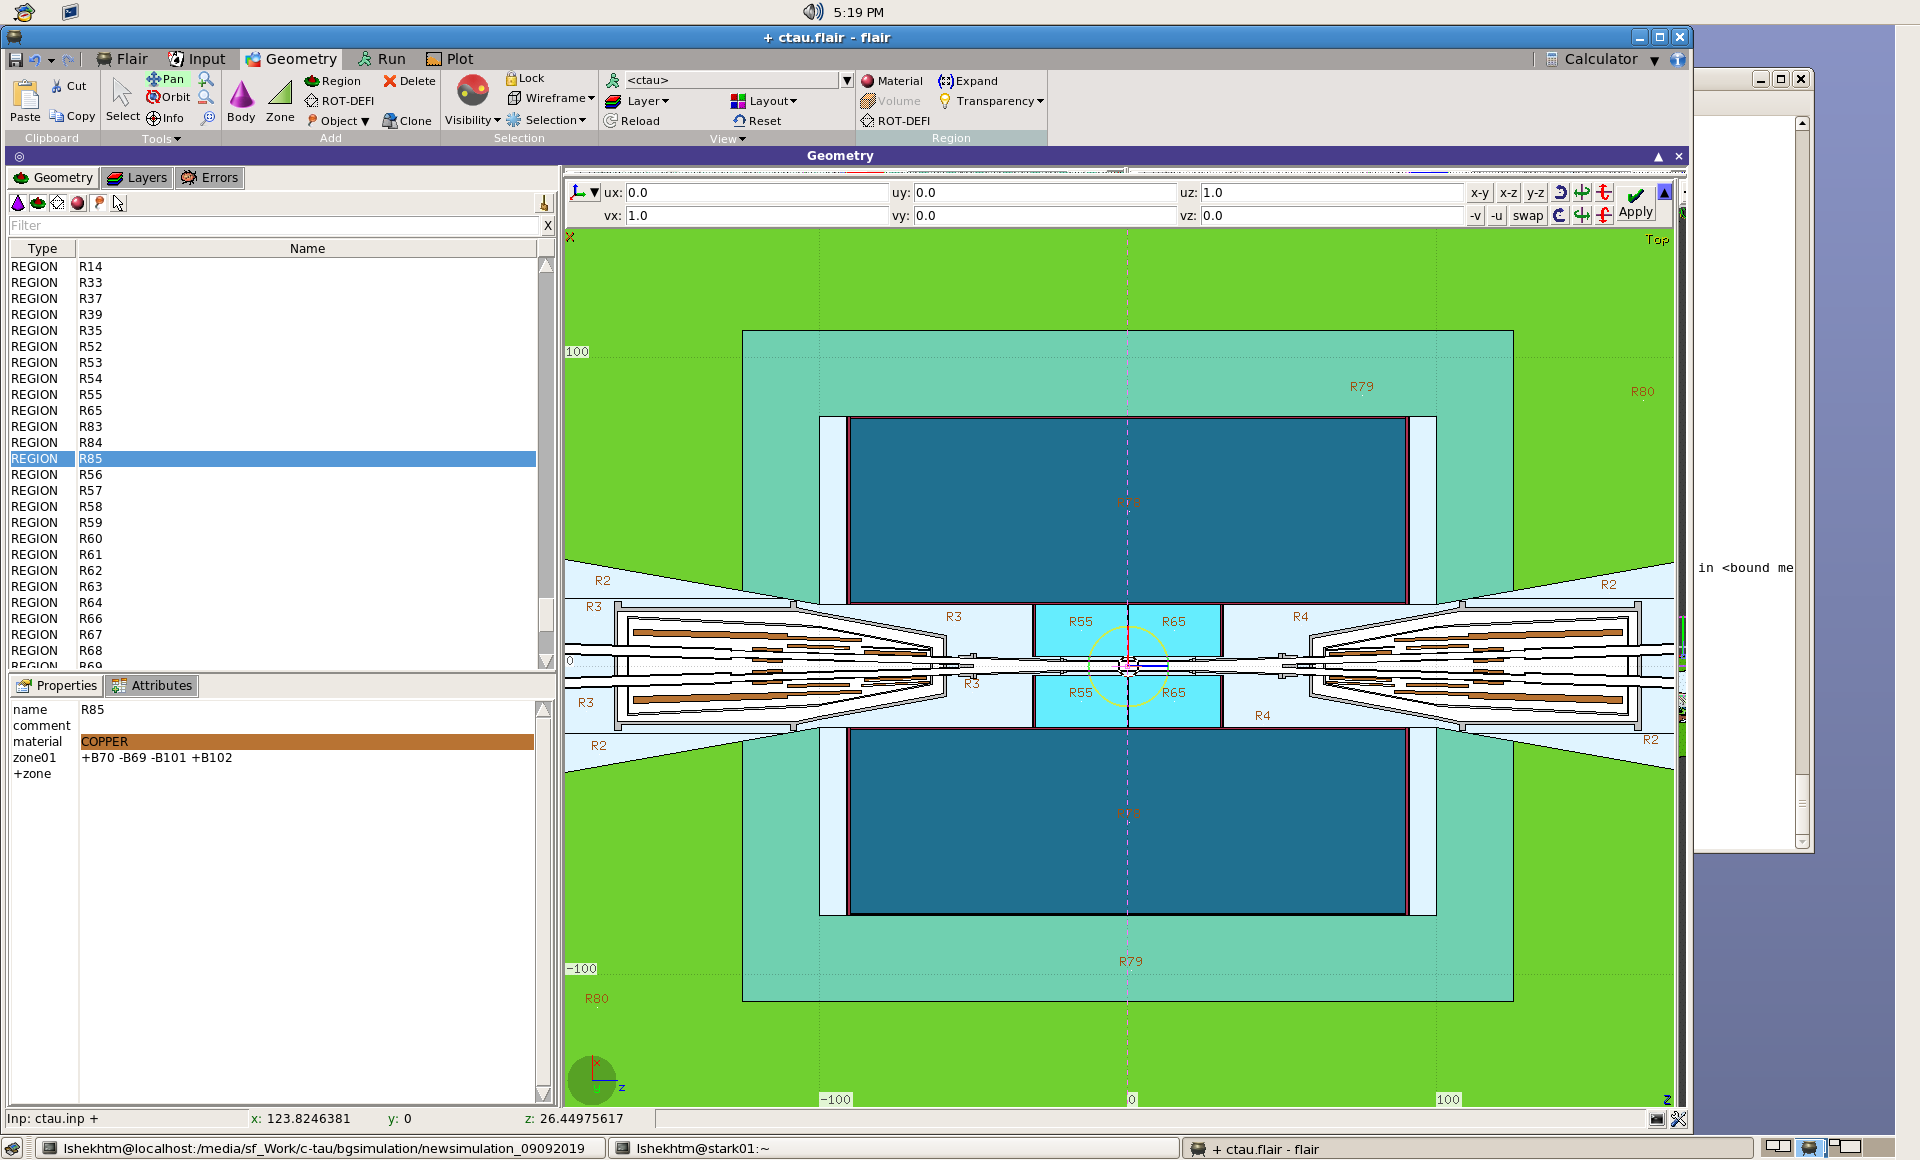 5:19 PM
+ ctau.flair - flair
Flair Input Geometry Run Plot Calculator
Paste Cut Copy
Clipboard
Select Pan Orbit Info
Tools
Body Zone Region ROT-DEFI Object Delete Clone
Add
Visibility Lock Wireframe Selection
Selection
<ctau> Layer Reload Layout Reset
View
Material Volume ROT-DEFI Expand Transparency
Region
Geometry
Geometry Layers Errors
Filter X
Type Name
REGION R14
REGION R33
REGION R37
REGION R39
REGION R35
REGION R52
REGION R53
REGION R54
REGION R55
REGION R65
REGION R83
REGION R84
REGION R85
REGION R56
REGION R57
REGION R58
REGION R59
REGION R60
REGION R61
REGION R62
REGION R63
REGION R64
REGION R66
REGION R67
REGION R68
REGION R69
Properties Attributes
name R85
comment
material COPPER
zone01 +B70 -B69 -B101 +B102
+zone
ux: 0.0 uy: 0.0 uz: 1.0 x-y x-z y-z
vx: 1.0 vy: 0.0 vz: 0.0 -v -u swap Apply
X Top
100
R79 R80
R2 R2
R3 R3 R55 R65 R4
0
R3 R3 R55 R65 R4
R2 R2
-100
R79
R80
x
y z
-100 0 100 Z
in <bound me
Inp: ctau.inp + x: 123.8246381 y: 0 z: 26.44975617
lshekhtm@localhost:/media/sf_Work/c-tau/bgsimulation/newsimulation_09092019
lshekhtm@stark01:~
+ ctau.flair - flair